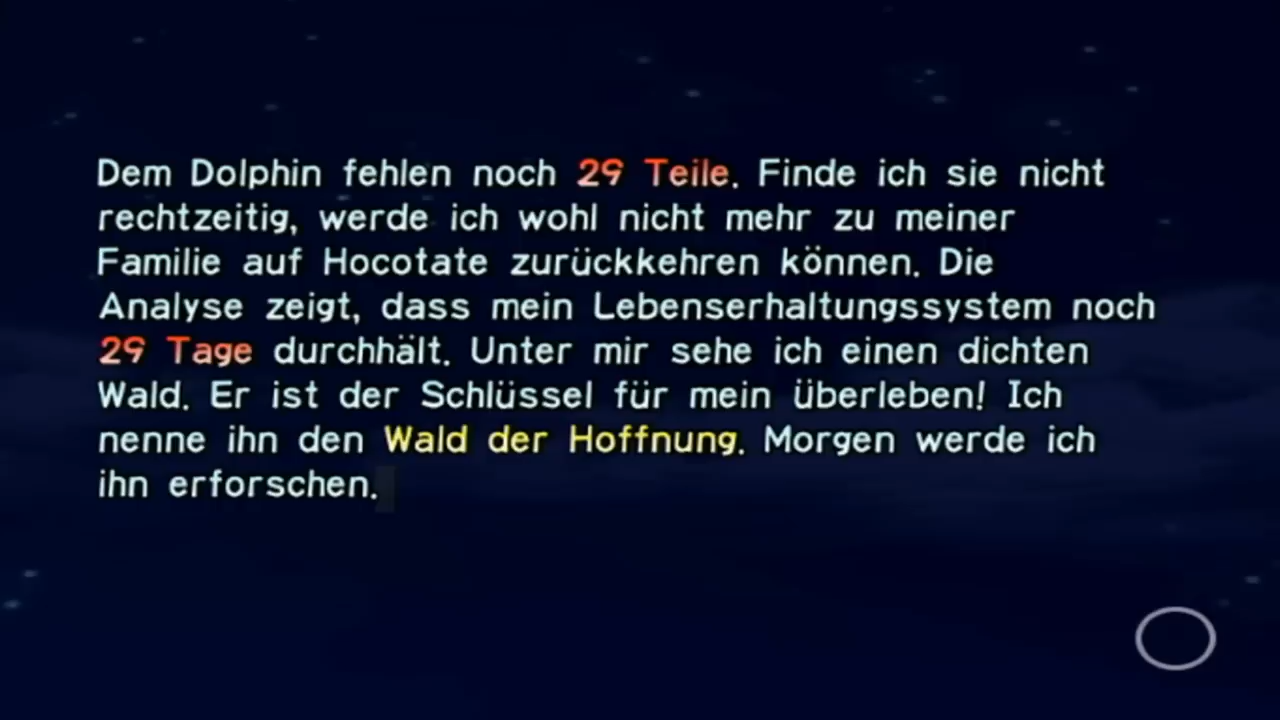 Dem Dolphin fehlen noch 29 Teile. Finde ich sie nicht
rechtzeitig, werde ich wohl nicht mehr zu meiner
Familie auf Hocotate zurückkehren können. Die
Analyse zeigt, dass mein Lebenserhaltungssystem noch
29 Tage durchhält. Unter mir sehe ich einen dichten
Wald. Er ist der Schlüssel für mein überleben! Ich
nenne ihn den Wald der Hoffnung. Morgen werde ich
ihn erforschen.